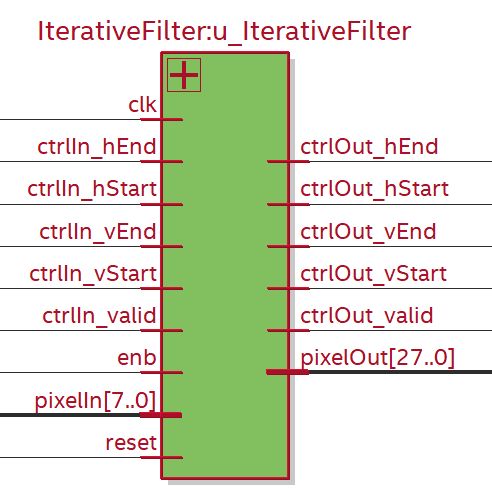 IterativeFilter:u_IterativeFilter
clk
ctrlIn_hEnd
ctrlOut_hEnd
ctrlIn_hStart
ctrlOut_hStart
ctrlIn_vEnd
ctrlOut_vEnd
ctrlIn_vStart
ctrlOut_vStart
ctrlIn_valid
ctrlOut_valid
enb
pixelOut[27..0]
pixelIn[7..0]
reset